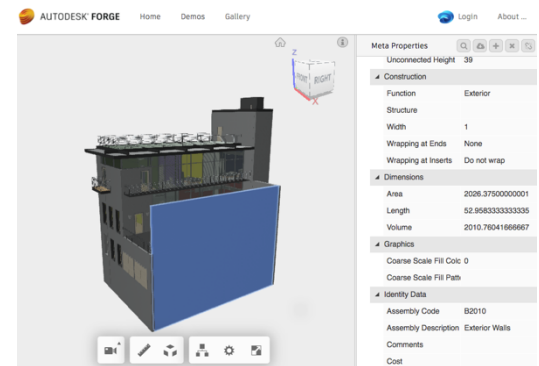 AUTODESK® FORGE Home Demos Gallery Login About ...
Meta Properties
Unconnected Height 39
Construction
Function Exterior
Structure
Width 1
Wrapping at Ends None
Wrapping at Inserts Do not wrap
Dimensions
Area 2026.37500000001
Length 52.9583333333335
Volume 2010.76041666667
Graphics
Coarse Scale Fill Colc 0
Coarse Scale Fill Patt
Identity Data
Assembly Code B2010
Assembly Description Exterior Walls
Comments
Cost
Z
RIGHT
X